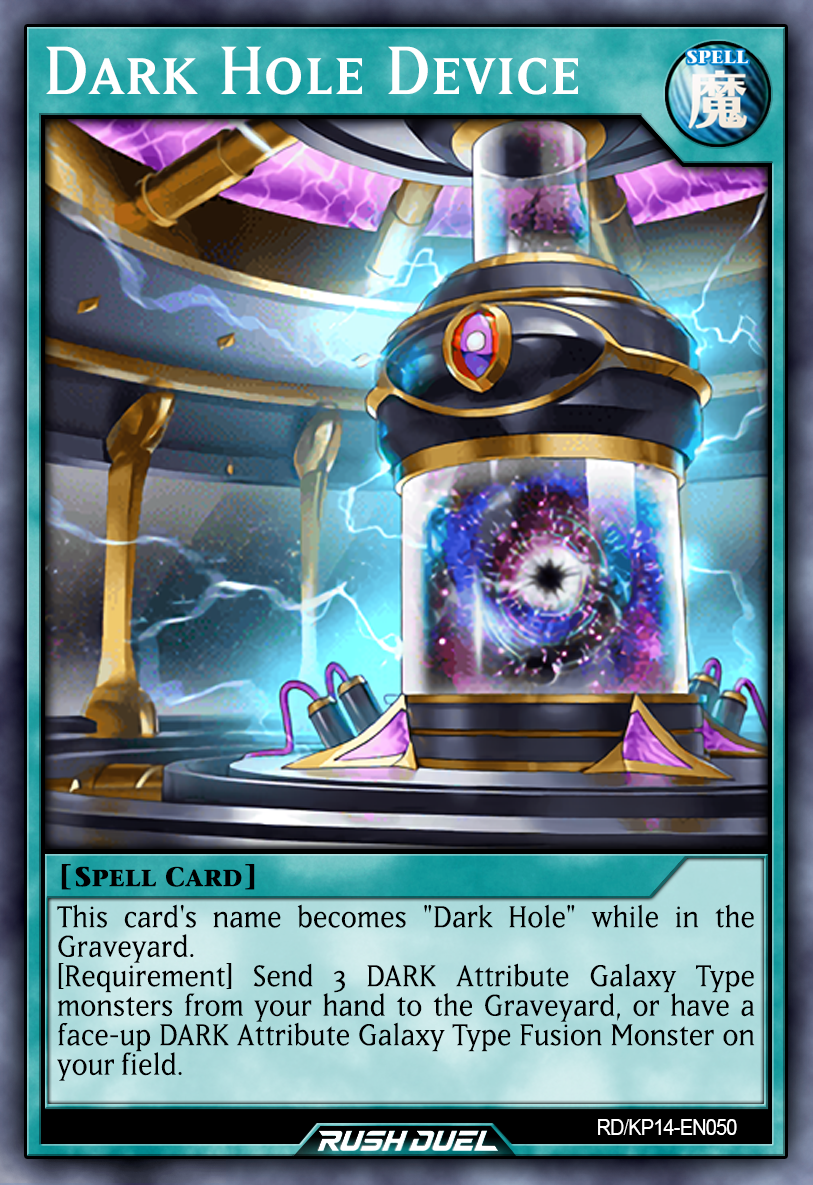 Dark Hole Device
SPELL
魔
[Spell Card]
This card's name becomes "Dark Hole" while in the
Graveyard.
[Requirement] Send 3 DARK Attribute Galaxy Type
monsters from your hand to the Graveyard, or have a
face-up DARK Attribute Galaxy Type Fusion Monster on
your field.
RD/KP14-EN050
RUSH DUEL